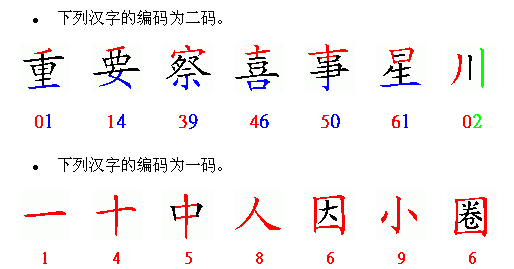 • 下列汉字的编码为二码。
重 要 察 喜 事 星 川
01 14 39 46 50 61 02
• 下列汉字的编码为一码。
一 十 中 人 因 小 圈
1 4 5 8 6 9 6